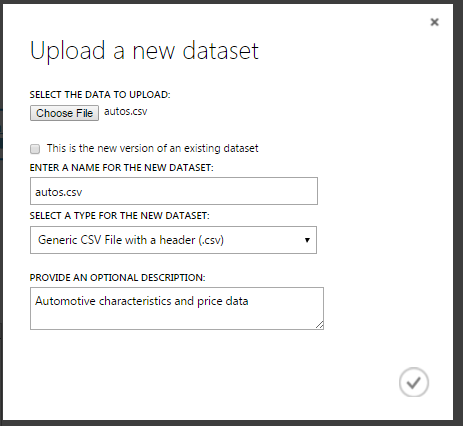 Upload a new dataset
SELECT THE DATA TO UPLOAD:
Choose File autos.csv
This is the new version of an existing dataset
ENTER A NAME FOR THE NEW DATASET:
autos.csv
SELECT A TYPE FOR THE NEW DATASET:
Generic CSV File with a header (.csv)
PROVIDE AN OPTIONAL DESCRIPTION:
Automotive characteristics and price data